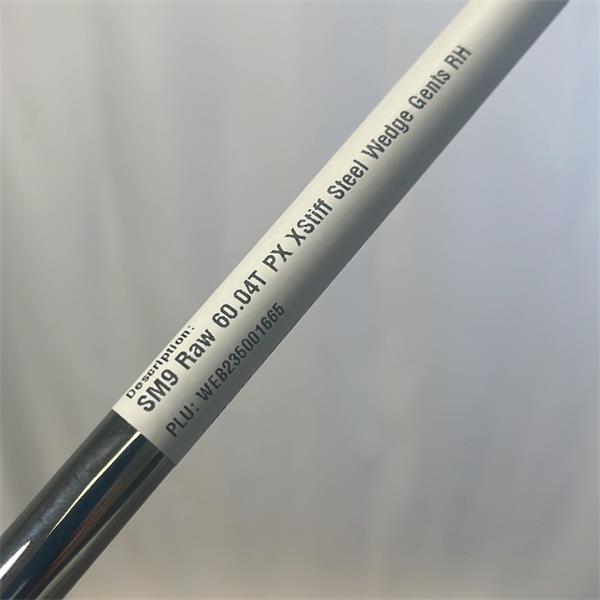 Description:
SM9 Raw 60.04T PX XStiff Steel Wedge Gents RH
PLU: WEB235001665